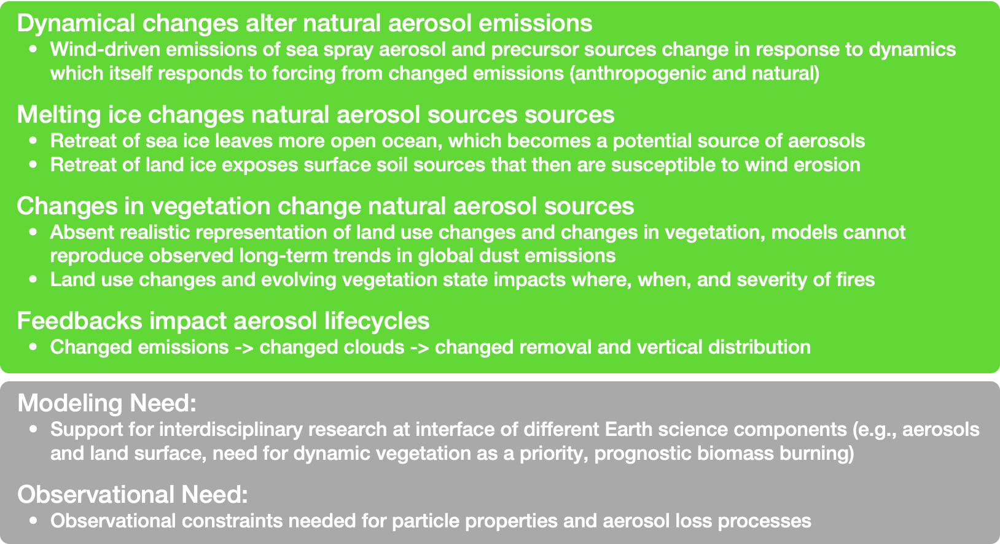 Dynamical changes alter natural aerosol emissions
• Wind-driven emissions of sea spray aerosol and precursor sources change in response to dynamics
which itself responds to forcing from changed emissions (anthropogenic and natural)
Melting ice changes natural aerosol sources sources
• Retreat of sea ice leaves more open ocean, which becomes a potential source of aerosols
• Retreat of land ice exposes surface soil sources that then are susceptible to wind erosion
Changes in vegetation change natural aerosol sources
• Absent realistic representation of land use changes and changes in vegetation, models cannot
reproduce observed long-term trends in global dust emissions
• Land use changes and evolving vegetation state impacts where, when, and severity of fires
Feedbacks impact aerosol lifecycles
• Changed emissions -> changed clouds -> changed removal and vertical distribution
Modeling Need:
• Support for interdisciplinary research at interface of different Earth science components (e.g., aerosols
and land surface, need for dynamic vegetation as a priority, prognostic biomass burning)
Observational Need:
• Observational constraints needed for particle properties and aerosol loss processes